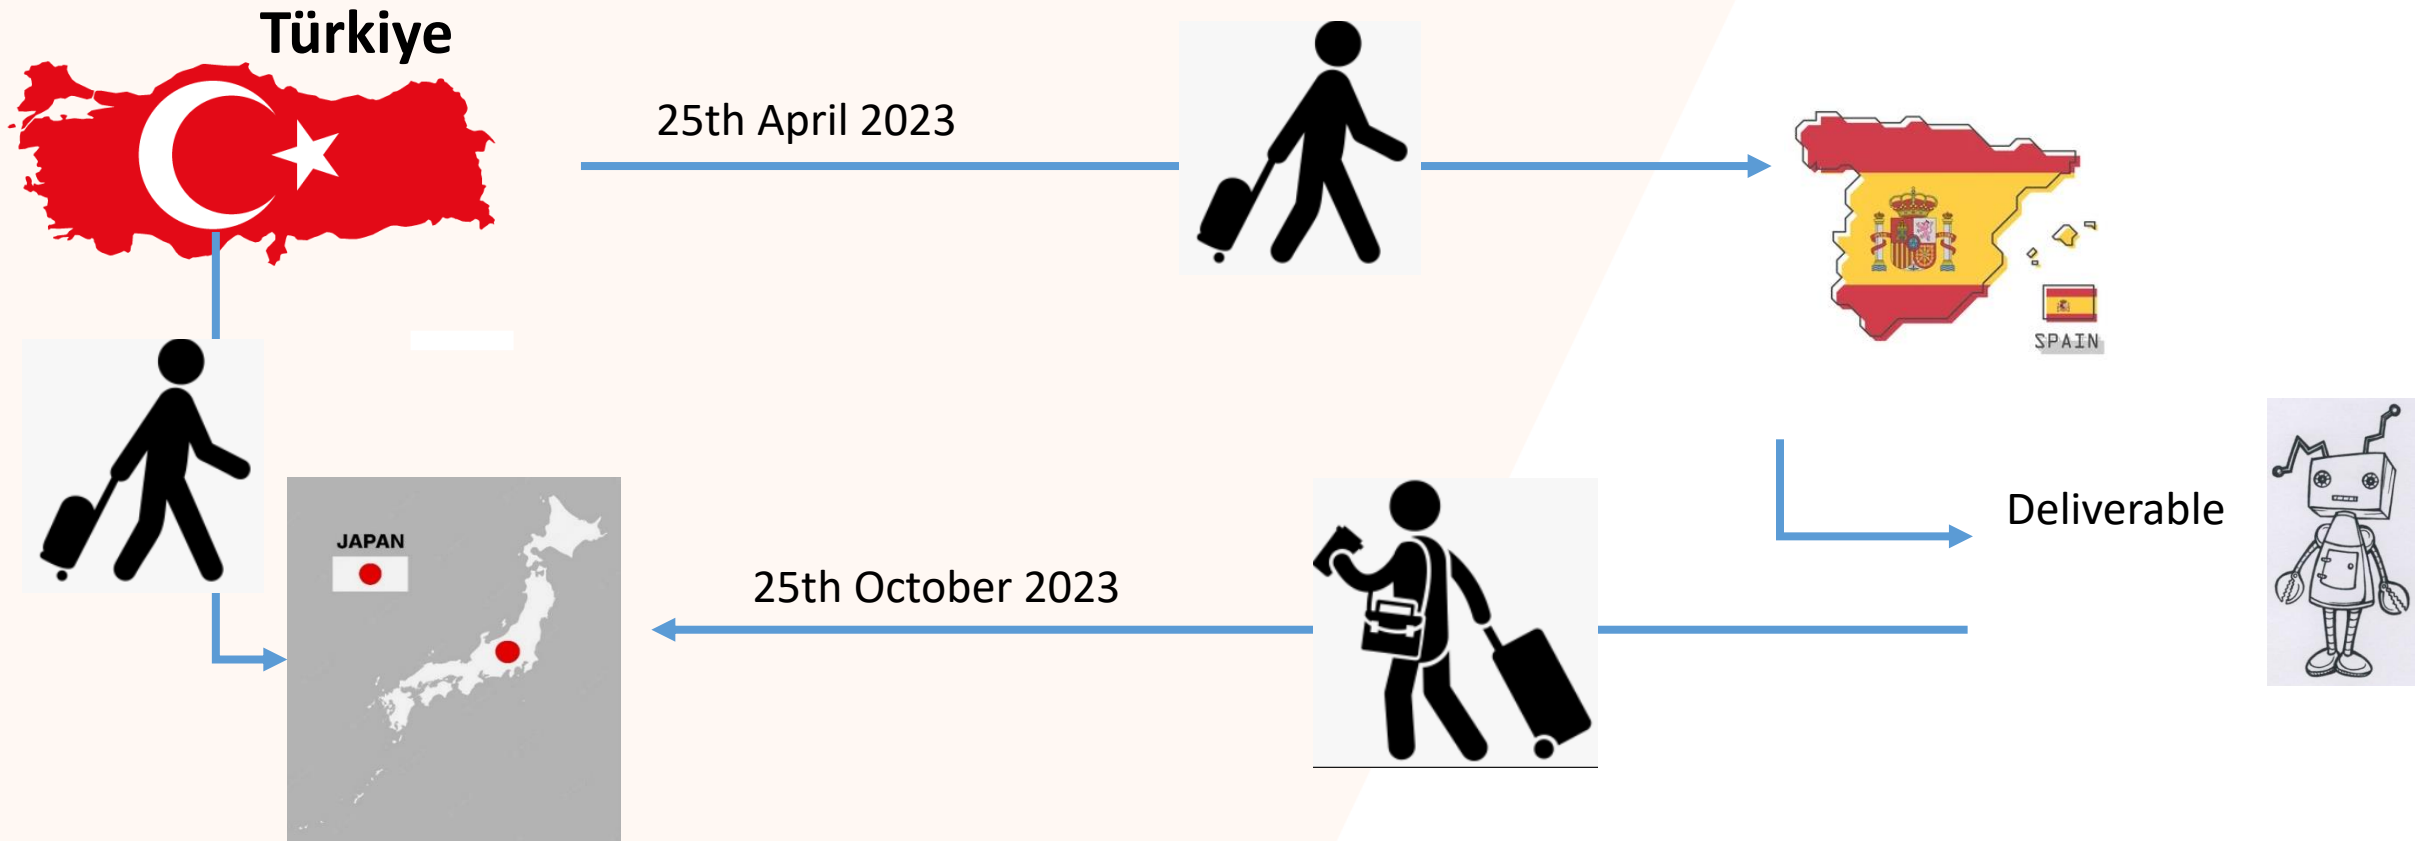 Türkiye
25th April 2023
SPAIN
Deliverable
JAPAN
25th October 2023